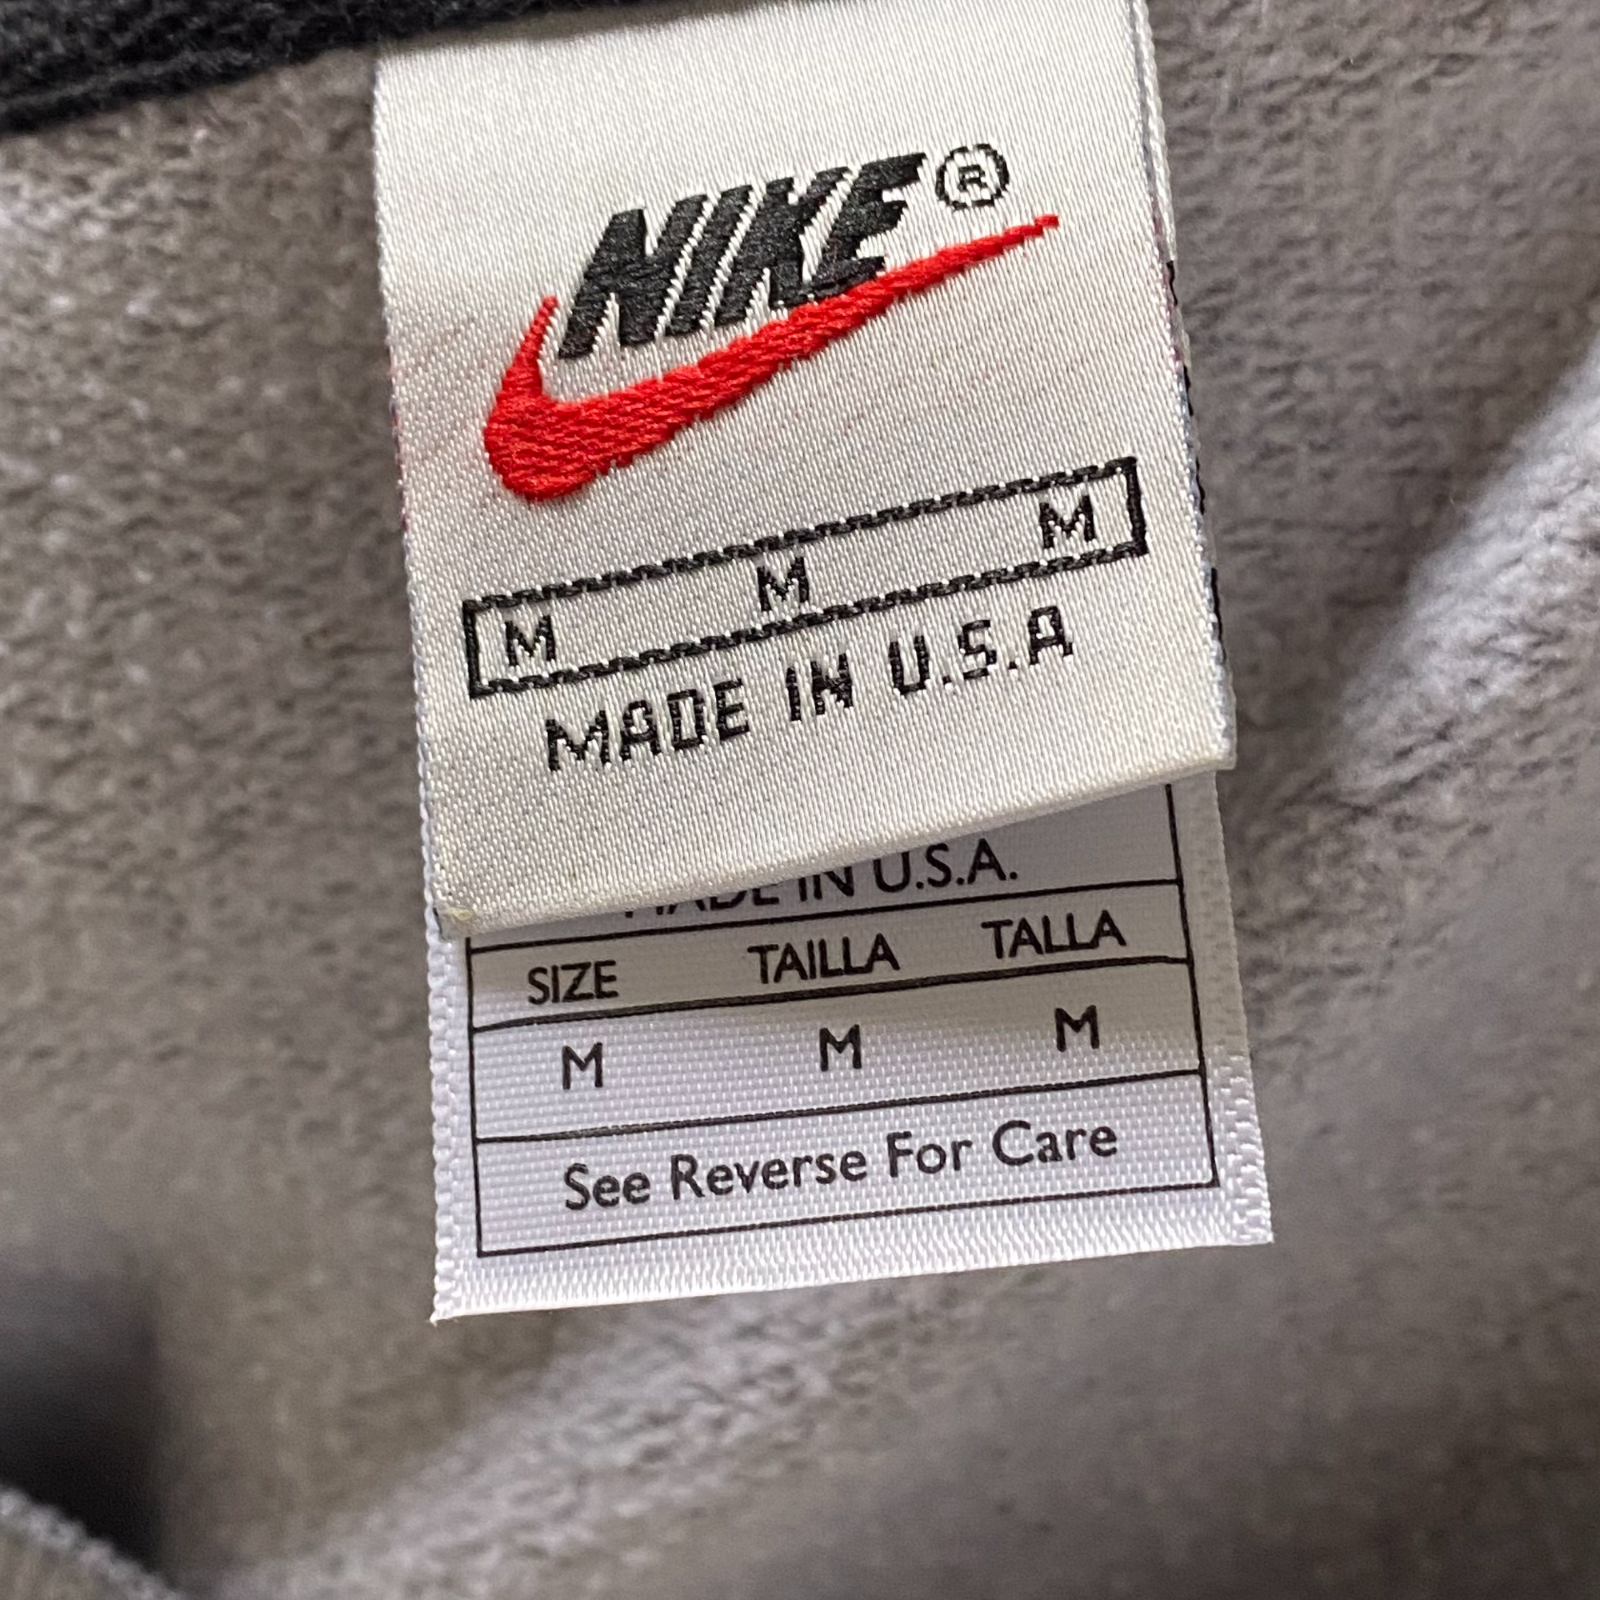 NIKE®
M M M
MADE IN U.S.A
MADE IN U.S.A.
SIZE TAILLA TALLA
M M M
See Reverse For Care